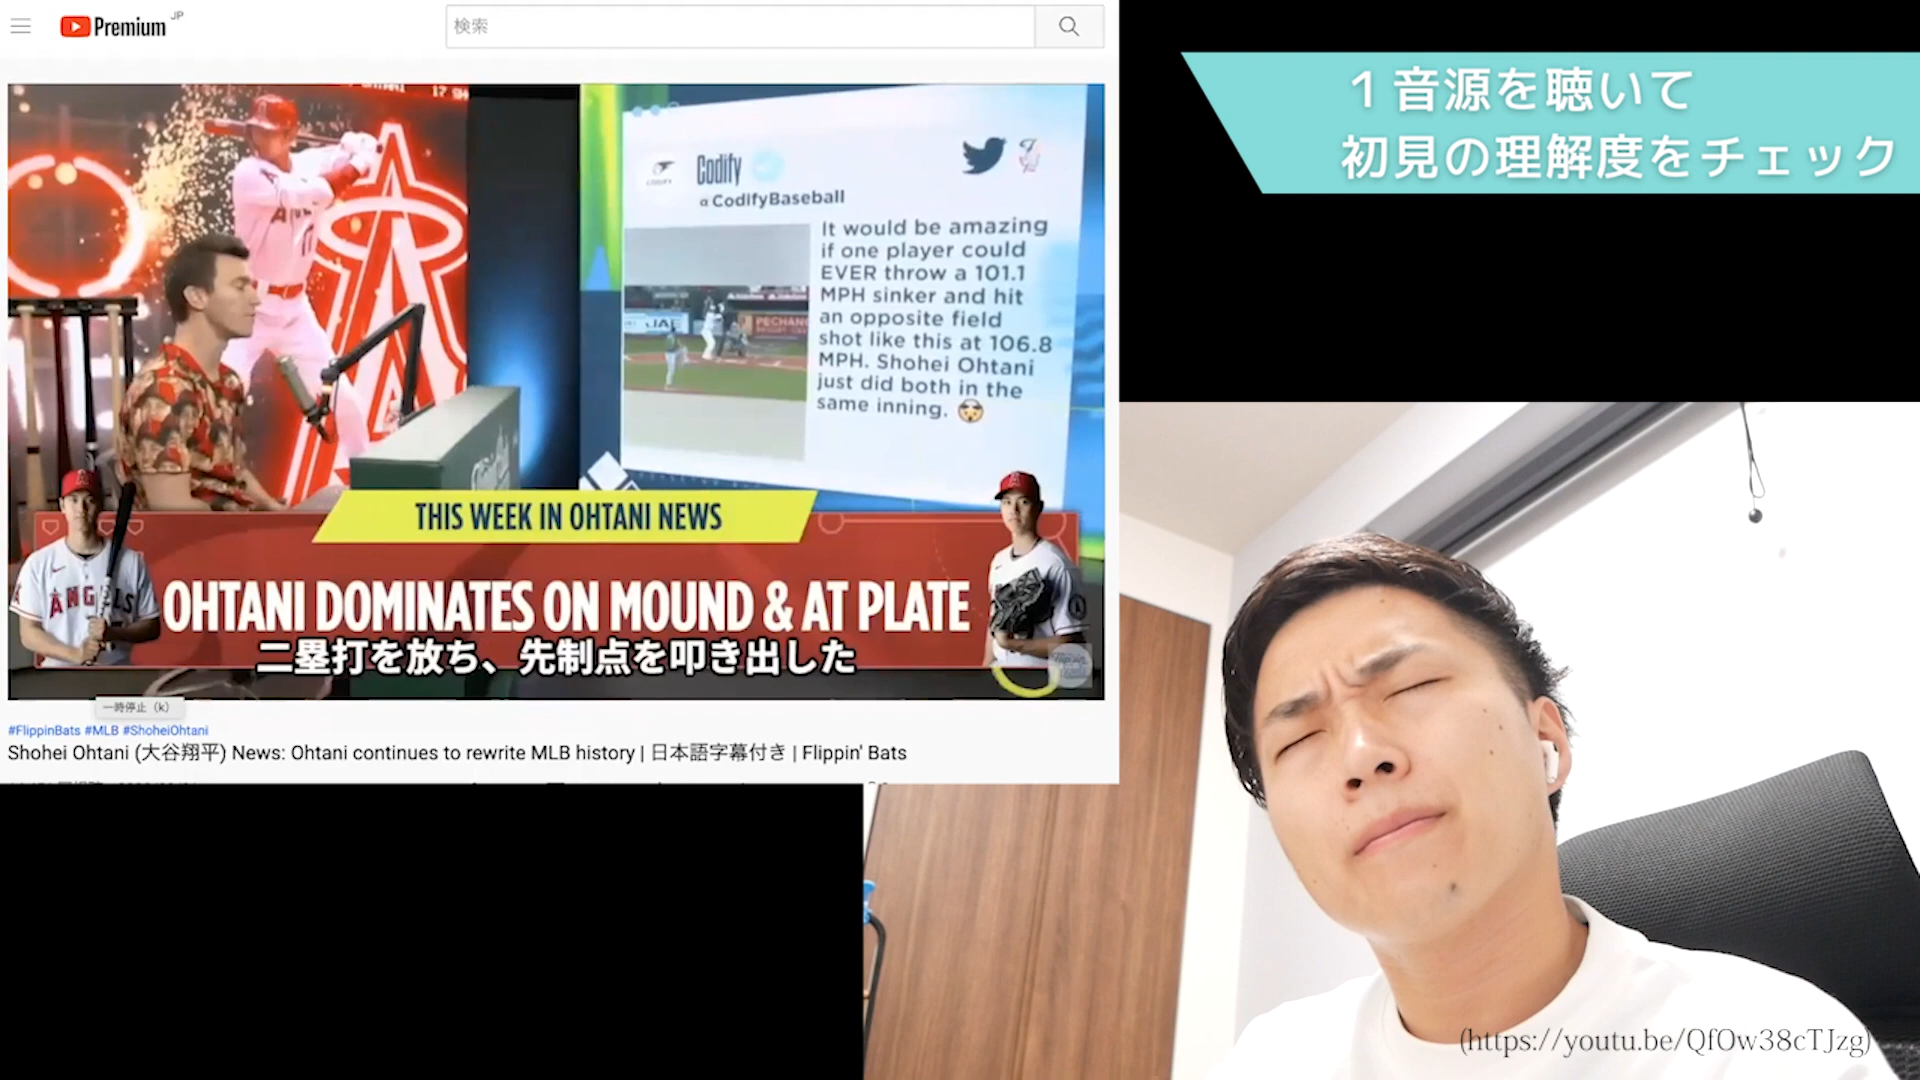 Premium JP
検索
１音源を聴いて
初見の理解度をチェック
Codify
@CodifyBaseball
It would be amazing
if one player could
EVER throw a 101.1
MPH sinker and hit
an opposite field
shot like this at 106.8
MPH. Shohei Ohtani
just did both in the
same inning. 🤯
THIS WEEK IN OHTANI NEWS
OHTANI DOMINATES ON MOUND & AT PLATE
二塁打を放ち、先制点を叩き出した
一時停止（k）
#FlippinBats #MLB #ShoheiOhtani
Shohei Ohtani (大谷翔平) News: Ohtani continues to rewrite MLB history | 日本語字幕付き | Flippin' Bats
(https://youtu.be/QfOw38cTJzg)